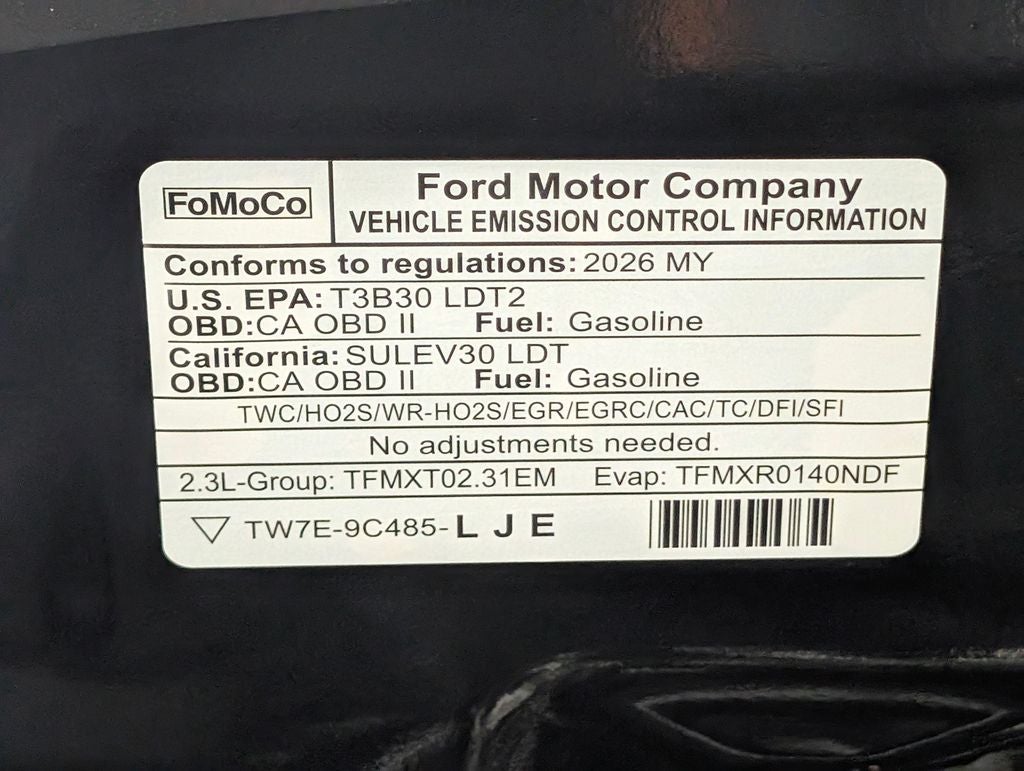 FoMoCo
Ford Motor Company
VEHICLE EMISSION CONTROL INFORMATION
Conforms to regulations: 2026 MY
U.S. EPA: T3B30 LDT2
OBD: CA OBD II Fuel: Gasoline
California: SULEV30 LDT
OBD: CA OBD II Fuel: Gasoline
TWC/HO2S/WR-HO2S/EGR/EGRC/CAC/TC/DFI/SFI
No adjustments needed.
2.3L-Group: TFMXT02.31EM Evap: TFMXR0140NDF
TW7E-9C485-L J E